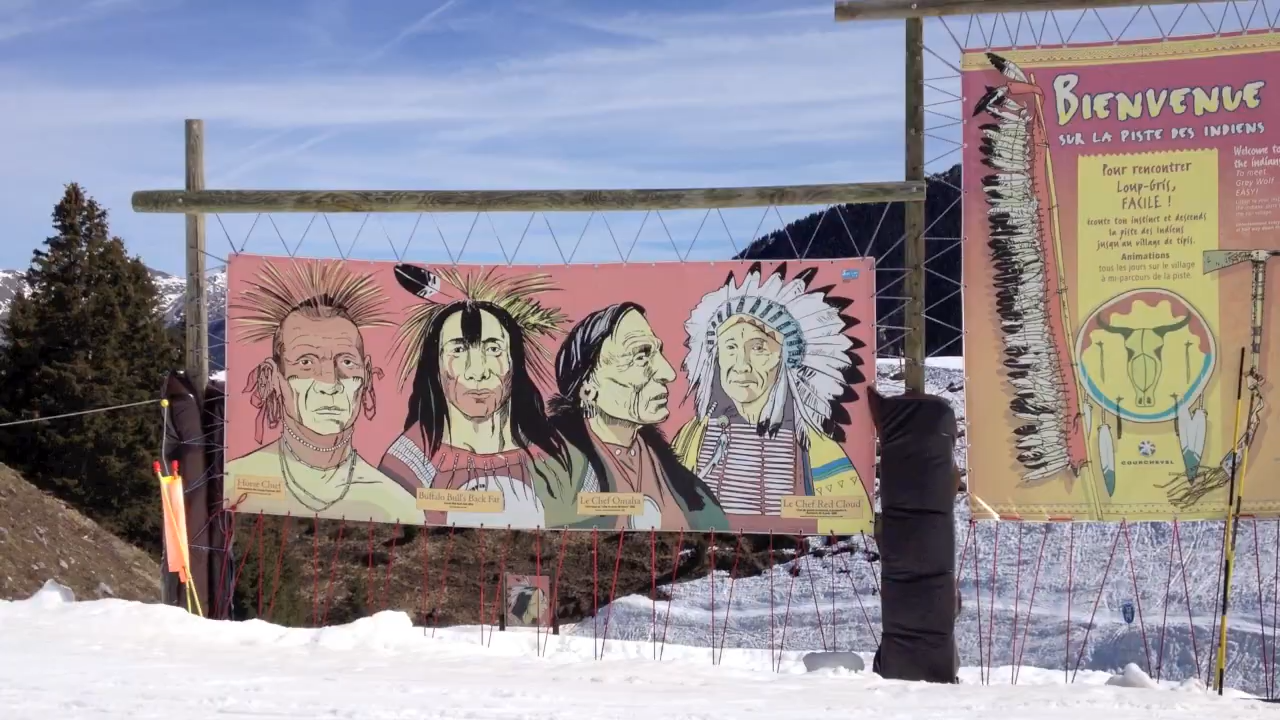 BIENVENUE
SUR LA PISTE DES INDIENS
Pour rencontrer
Loup-Gris,
FACILE !
écoute ton instinct et descends
la piste des Indiens
jusqu'au village de tipis.
Animations
tous les jours sur le village
à mi-parcours de la piste.
COURCHEVEL
Welcome to
the indian
To meet
Grey Wolf
EASY!
Buffalo Bull's Back Fat
Le Chef Omaha
Le Chef Red Cloud